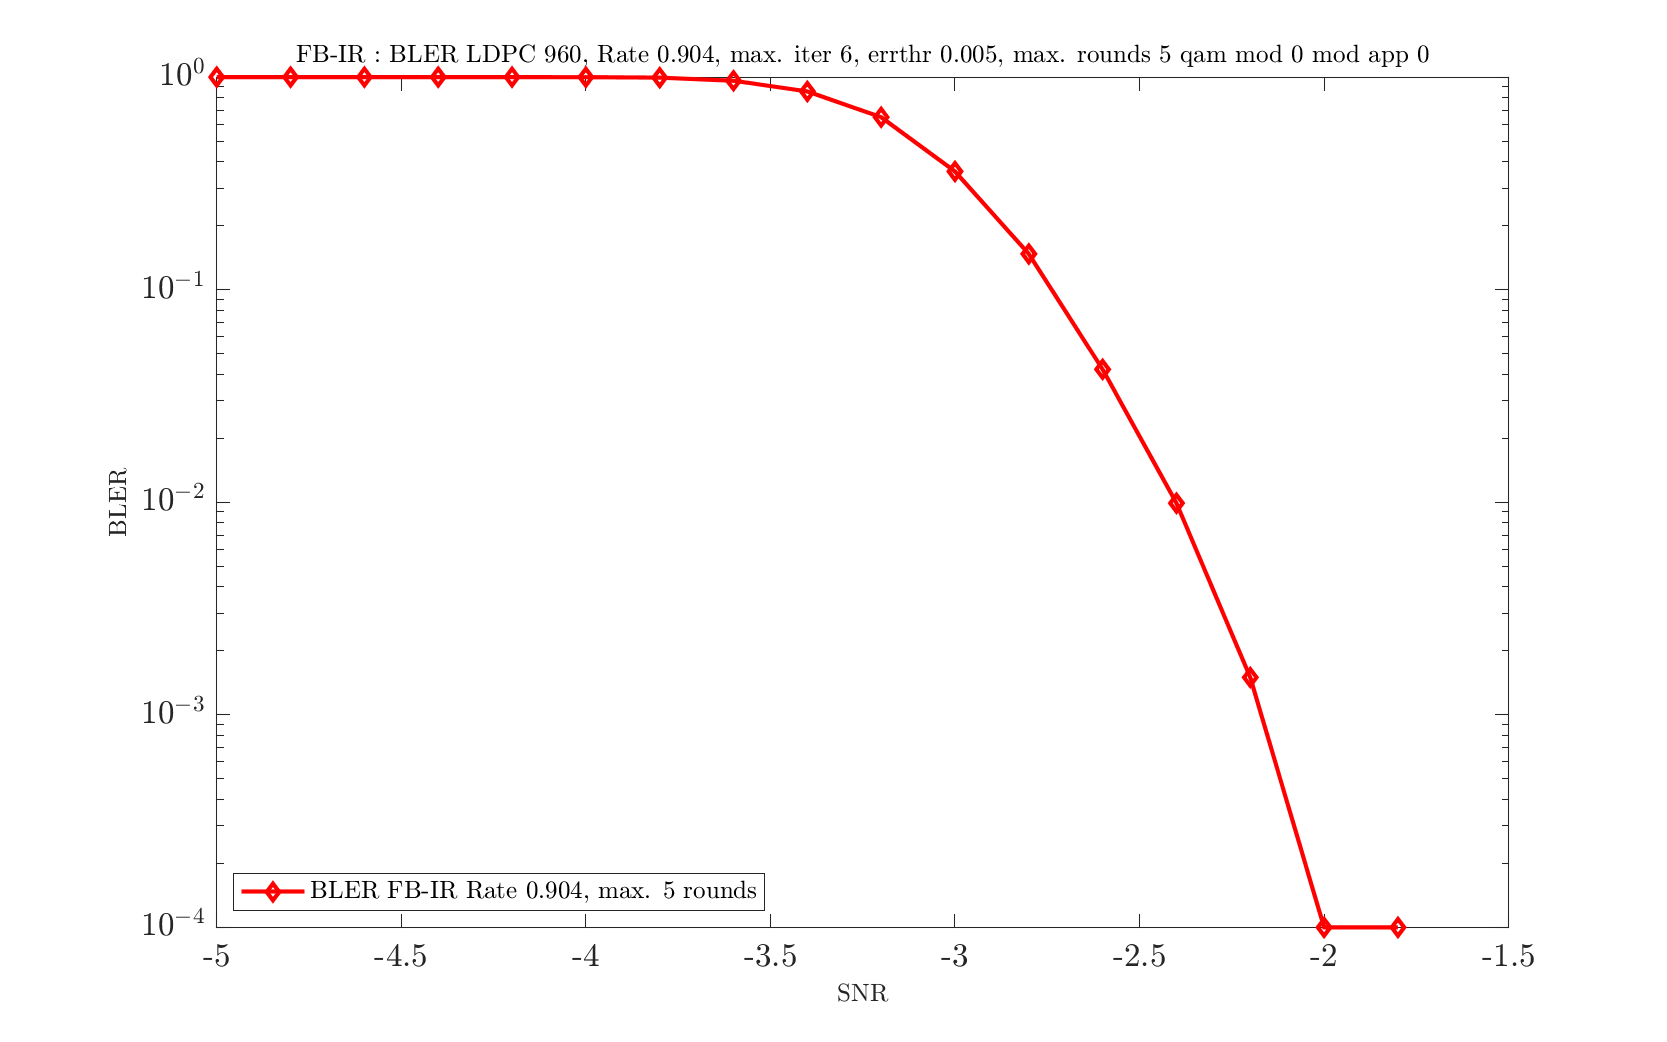 FB-IR : BLER LDPC 960, Rate 0.904, max. iter 6, errthr 0.005, max. rounds 5 qam mod 0 mod app 0
10^0
10^-1
10^-2
10^-3
10^-4
BLER
BLER FB-IR Rate 0.904, max. 5 rounds
-5 -4.5 -4 -3.5 -3 -2.5 -2 -1.5
SNR